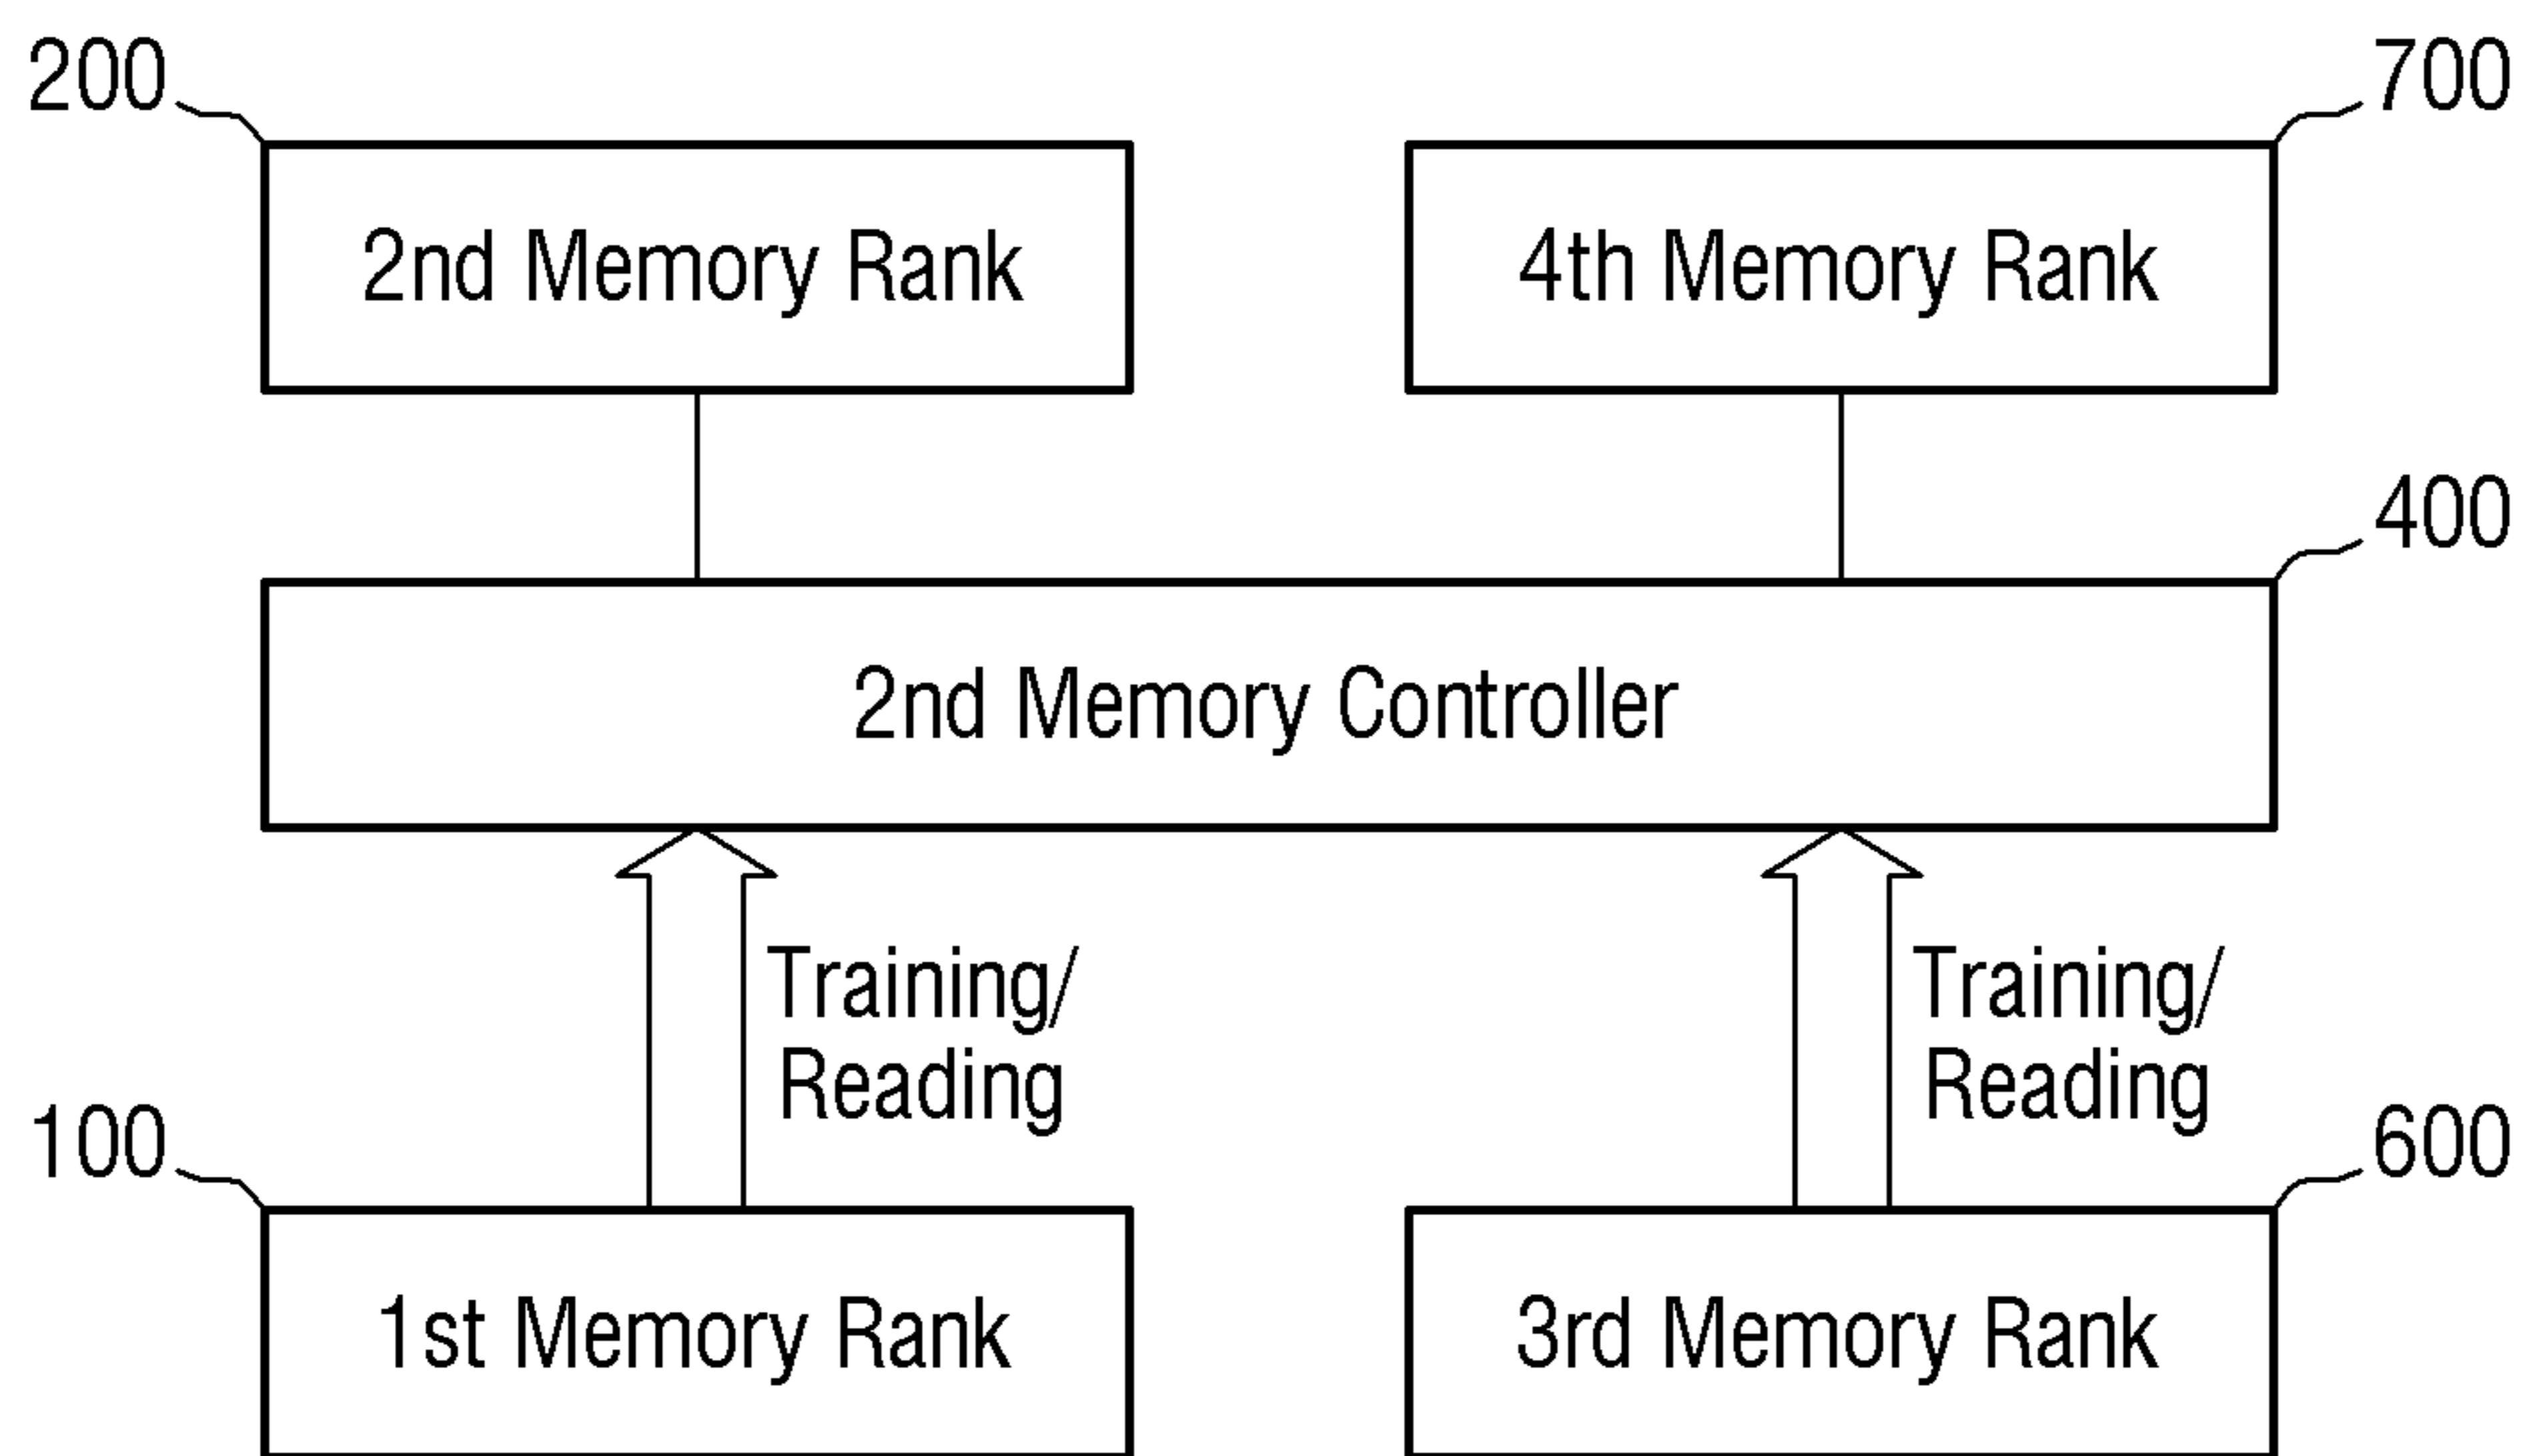 200
700
2nd Memory Rank
4th Memory Rank
400
2nd Memory Controller
Training/
Reading
Training/
Reading
100
600
1st Memory Rank
3rd Memory Rank